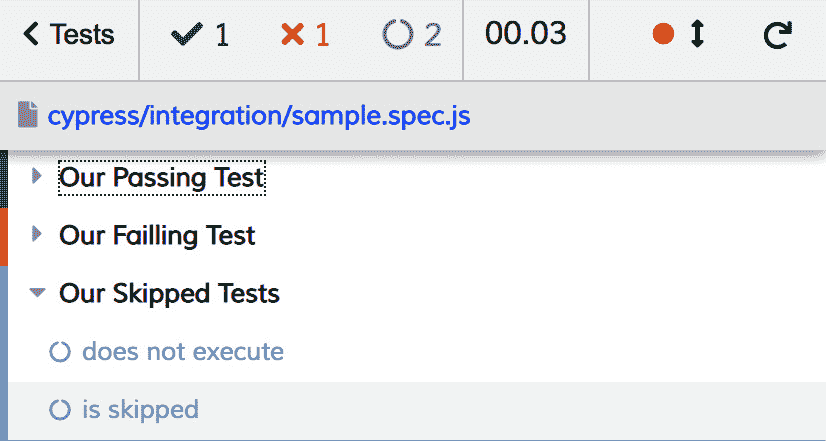 Tests 1 1 2 00.03
cypress/integration/sample.spec.js
Our Passing Test
Our Failling Test
Our Skipped Tests
does not execute
is skipped